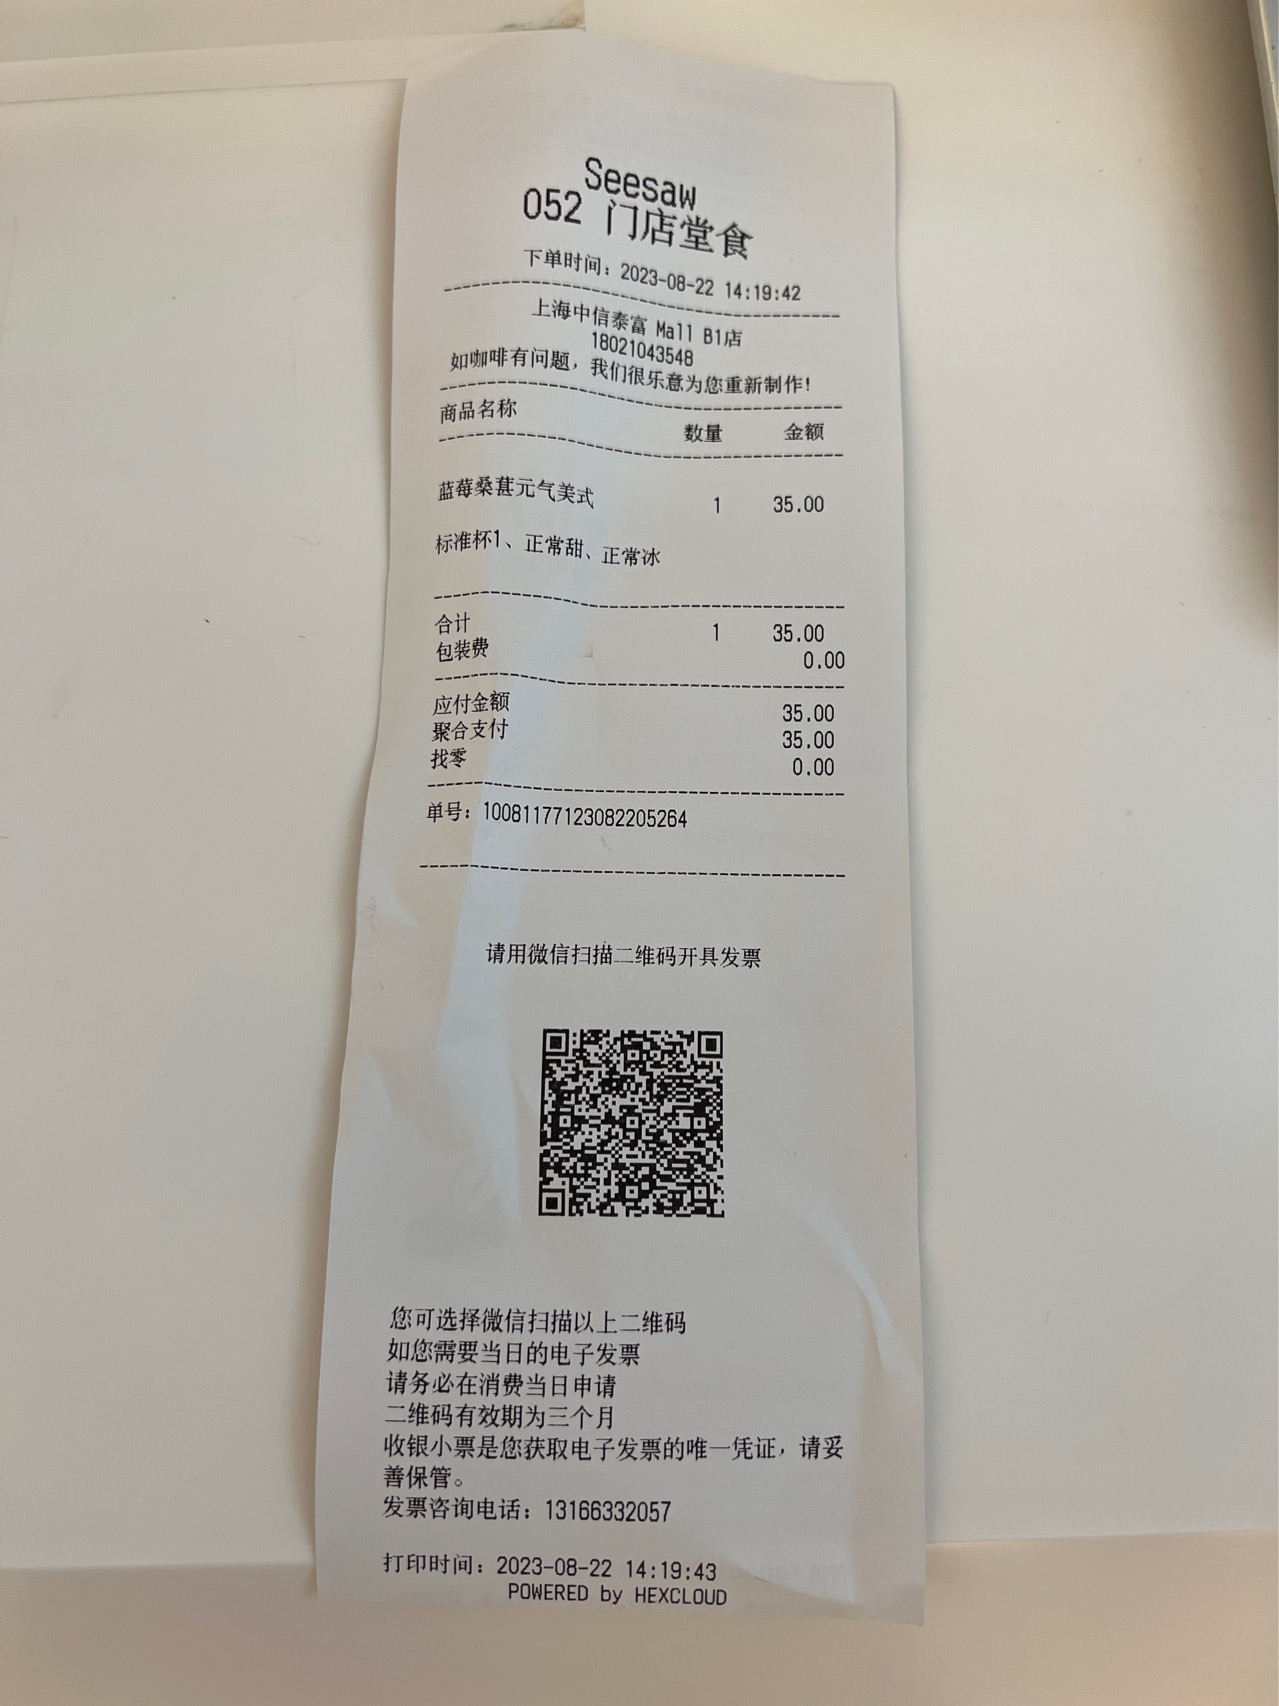 Seesaw
052 门店堂食
下单时间：2023-08-22 14:19:42
上海中信泰富 Mall B1店
18021043548
如咖啡有问题，我们很乐意为您重新制作！
商品名称 数量 金额
蓝莓桑葚元气美式 1 35.00
标准杯1、正常甜、正常冰
合计 1 35.00
包装费 0.00
应付金额 35.00
聚合支付 35.00
找零 0.00
单号：10081177123082205264
请用微信扫描二维码开具发票
您可选择微信扫描以上二维码
如您需要当日的电子发票
请务必在消费当日申请
二维码有效期为三个月
收银小票是您获取电子发票的唯一凭证，请妥
善保管。
发票咨询电话：13166332057
打印时间：2023-08-22 14:19:43
POWERED by HEXCLOUD